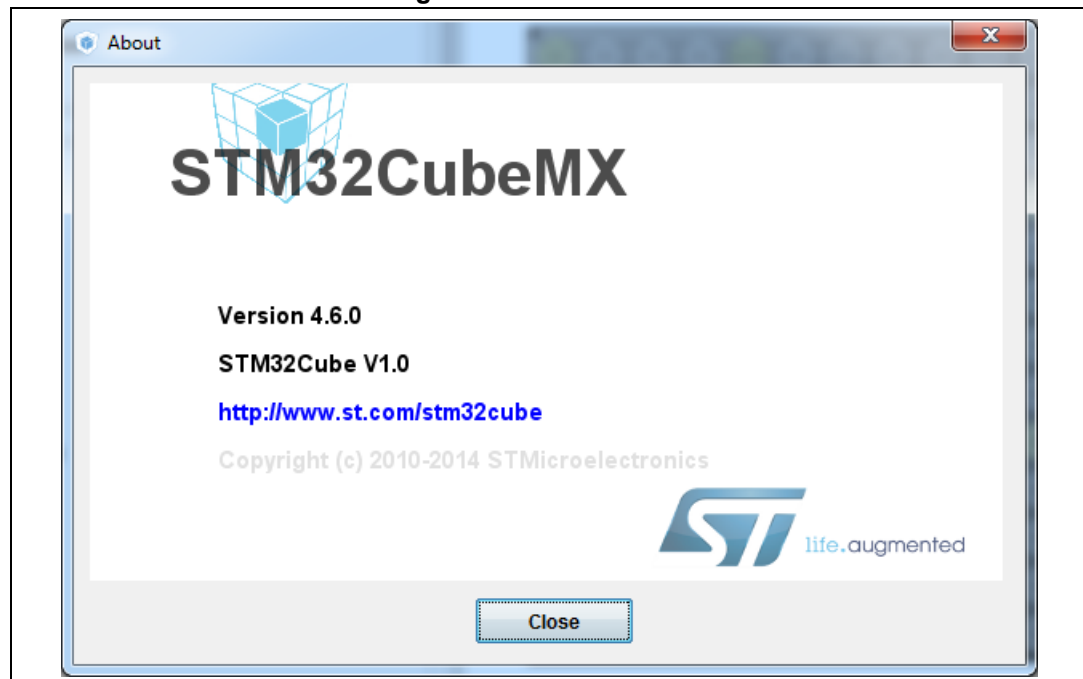 About
STM32CubeMX
Version 4.6.0
STM32Cube V1.0
http://www.st.com/stm32cube
Copyright (c) 2010-2014 STMicroelectronics
ST life.augmented
Close